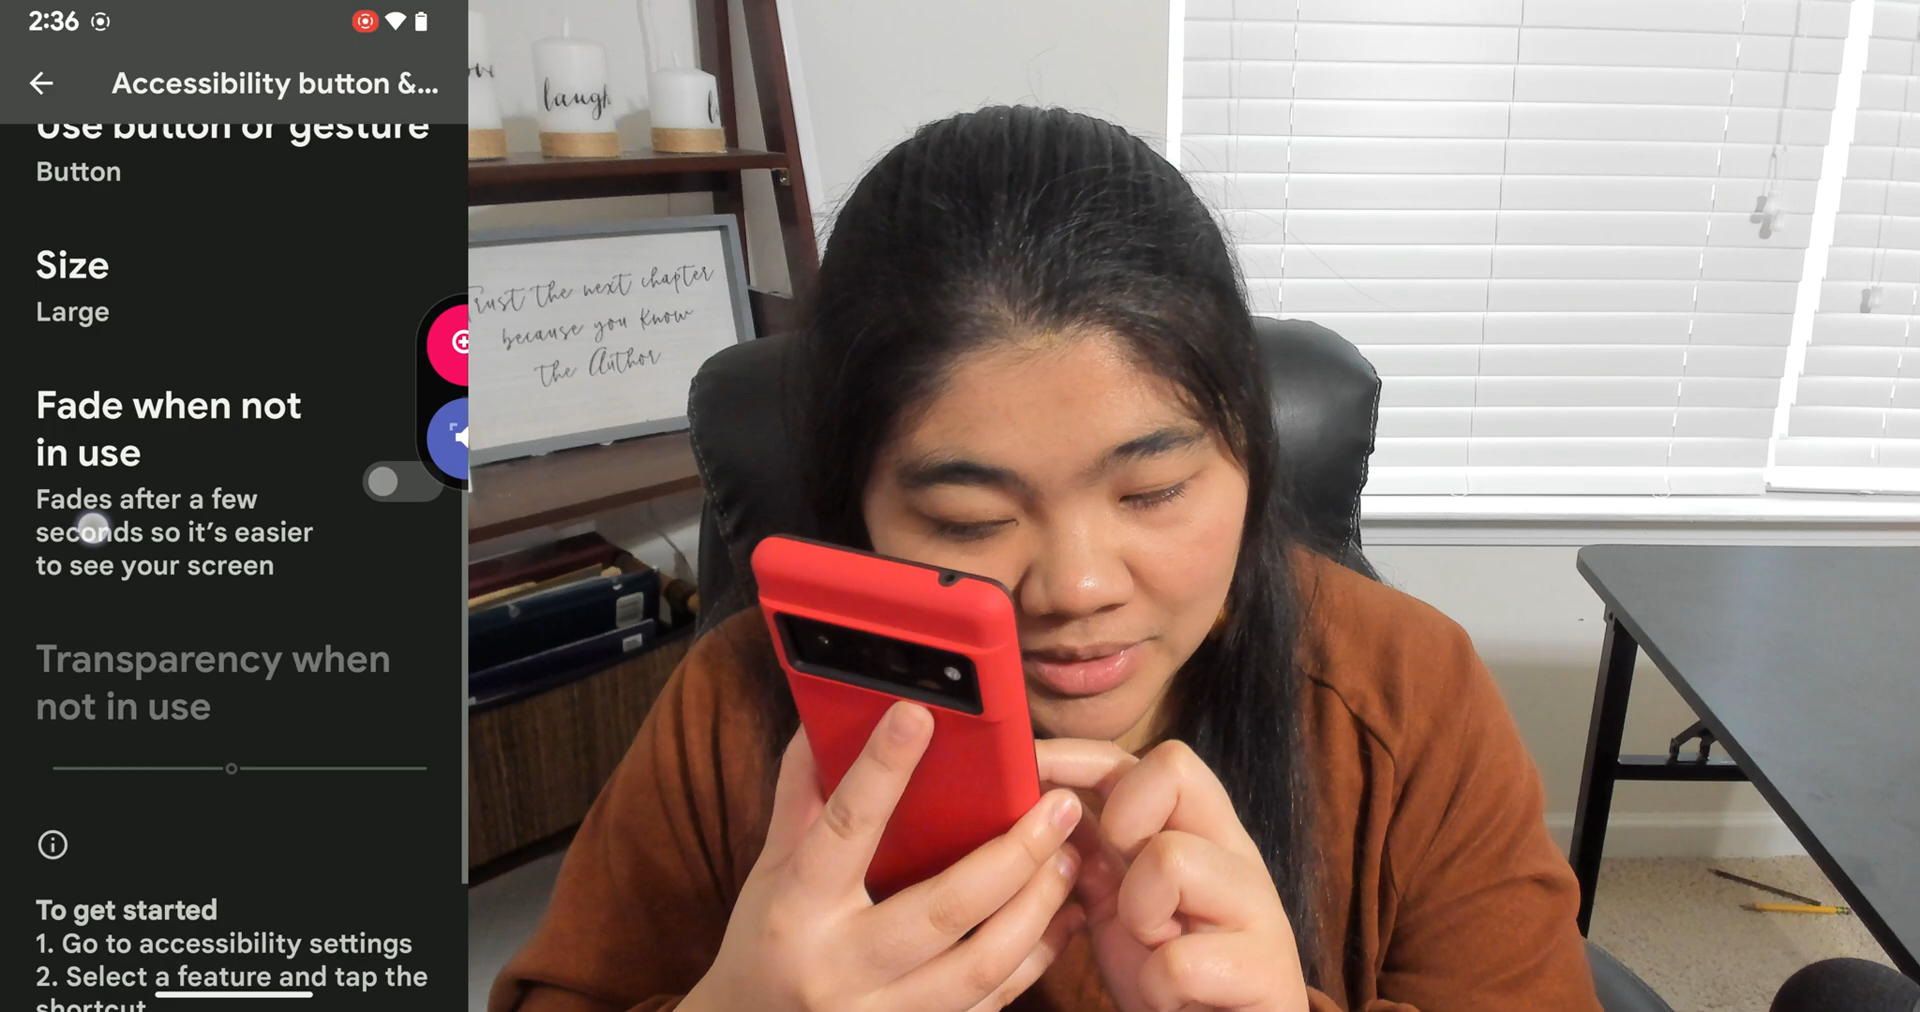 2:36
Accessibility button &...
Use button or gesture
Button
Size
Large
Fade when not
in use
Fades after a few
seconds so it's easier
to see your screen
Transparency when
not in use
To get started
1. Go to accessibility settings
2. Select a feature and tap the
shortcut
laugh
Trust the next chapter
because you know
the Author